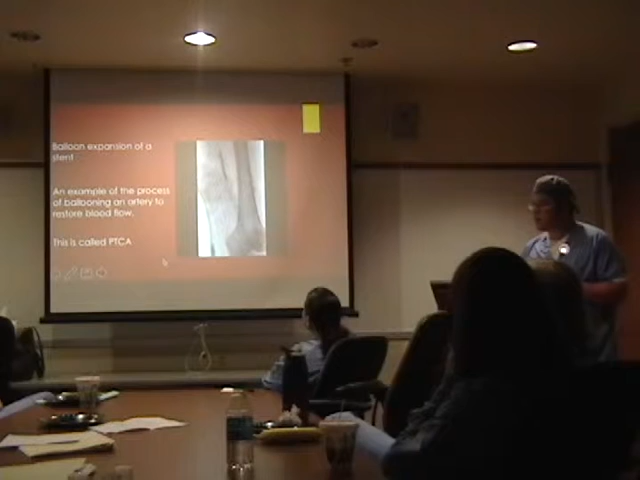 Balloon expansion of a
stent
An example of the process
of ballooning an artery to
restore blood flow.
This is called PTCA